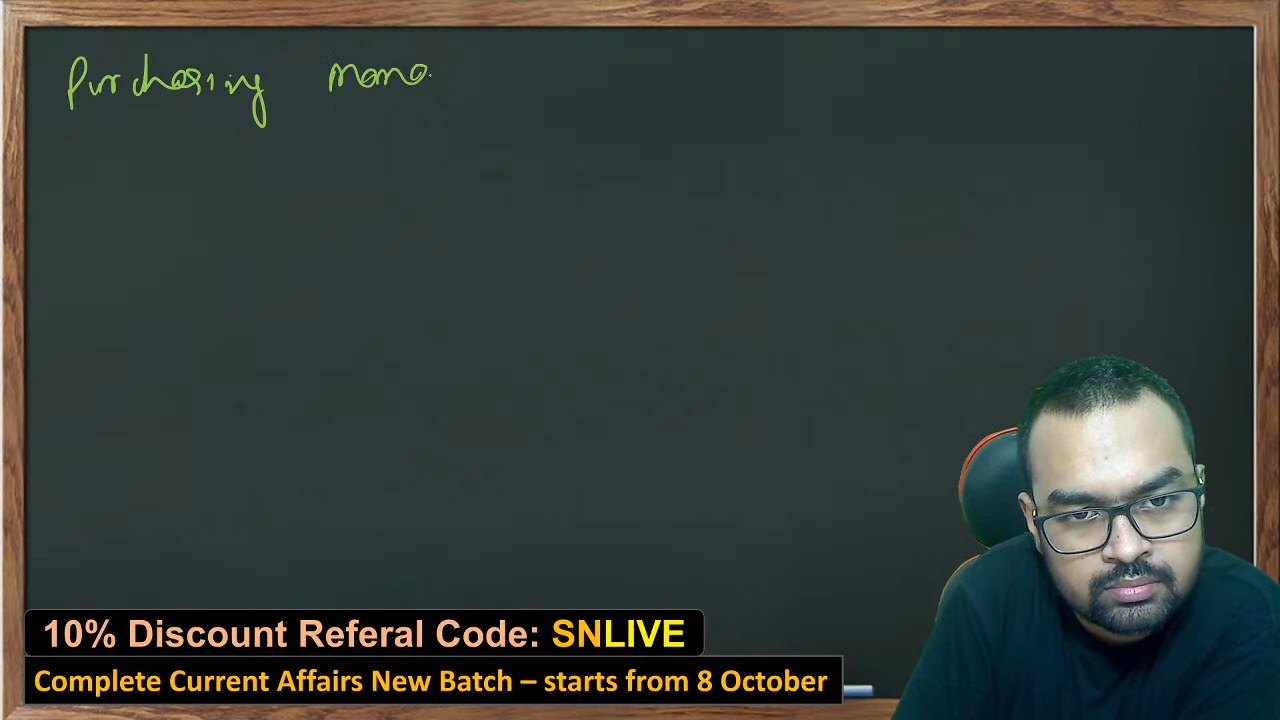 Purchasing mana
10% Discount Referal Code: SNLIVE
Complete Current Affairs New Batch – starts from 8 October